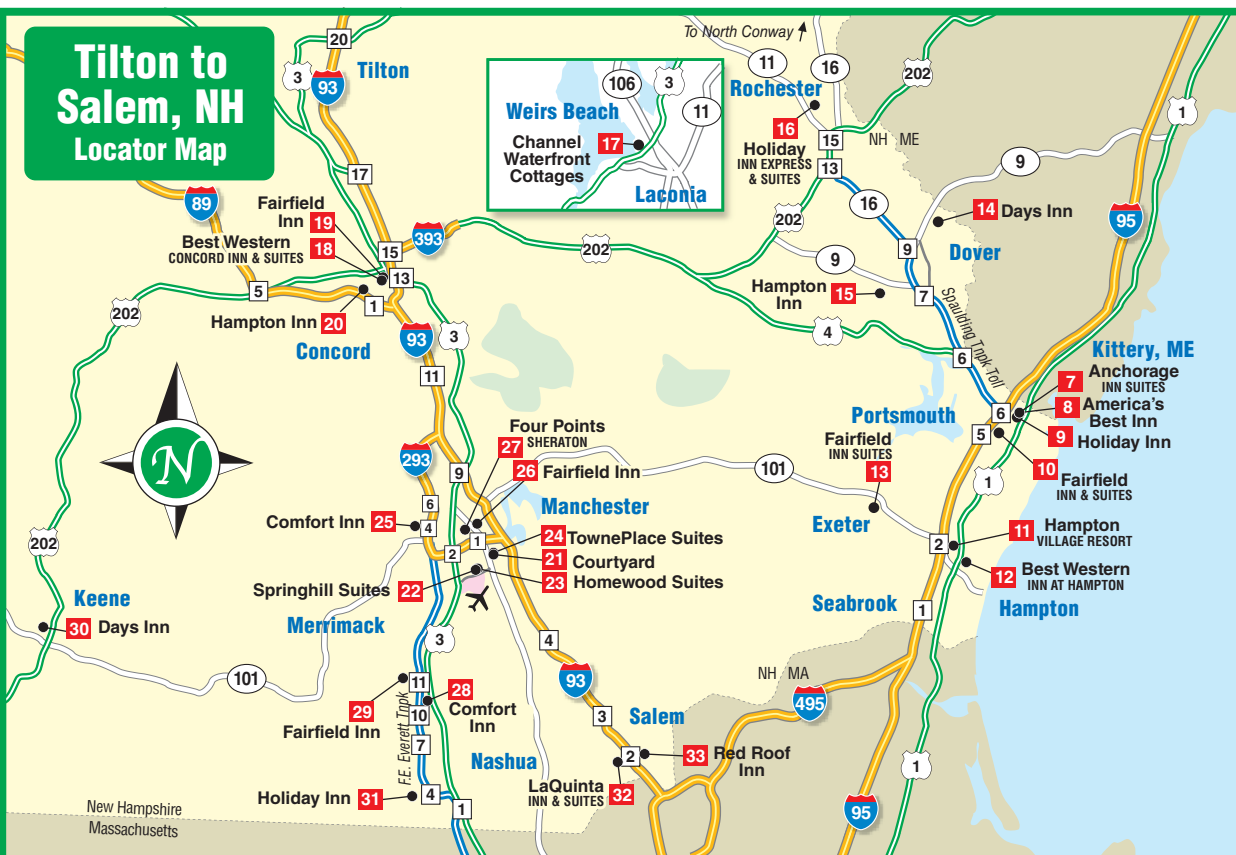 Tilton to
Salem, NH
Locator Map
20
3
93
Tilton
17
89
Fairfield
Inn
19
Best Western
CONCORD INN & SUITES
18
15
393
13
5
1
Hampton Inn 20
Concord
202
93
3
11
202
Weirs Beach
106
3
11
Channel
Waterfront
Cottages
17
Laconia
To North Conway
11
16
202
Rochester
16
Holiday
INN EXPRESS
& SUITES
15
NH ME
13
1
9
16
95
202
14 Days Inn
Dover
9
9
Hampton
Inn
15
7
Spaulding Tnpk Toll
4
6
Kittery, ME
7
Anchorage
INN SUITES
8
America's
Best Inn
9
Holiday Inn
Portsmouth
6
5
10
Fairfield
INN & SUITES
1
Fairfield
INN SUITES
13
101
Exeter
2
11
Hampton
VILLAGE RESORT
12
Best Western
INN AT HAMPTON
Hampton
Seabrook
1
N
293
Four Points
SHERATON
27
26 Fairfield Inn
9
6
Manchester
Comfort Inn 25
4
2
1
24 TownePlace Suites
21 Courtyard
Springhill Suites 22
23 Homewood Suites
202
Keene
30 Days Inn
101
Merrimack
3
4
93
11
28
Comfort
Inn
29
Fairfield Inn
F.E. Everett Tnpk
10
7
Nashua
3
Salem
NH MA
495
2
33 Red Roof
Inn
LaQuinta
INN & SUITES
32
Holiday Inn 31
4
1
1
95
New Hampshire
Massachusetts